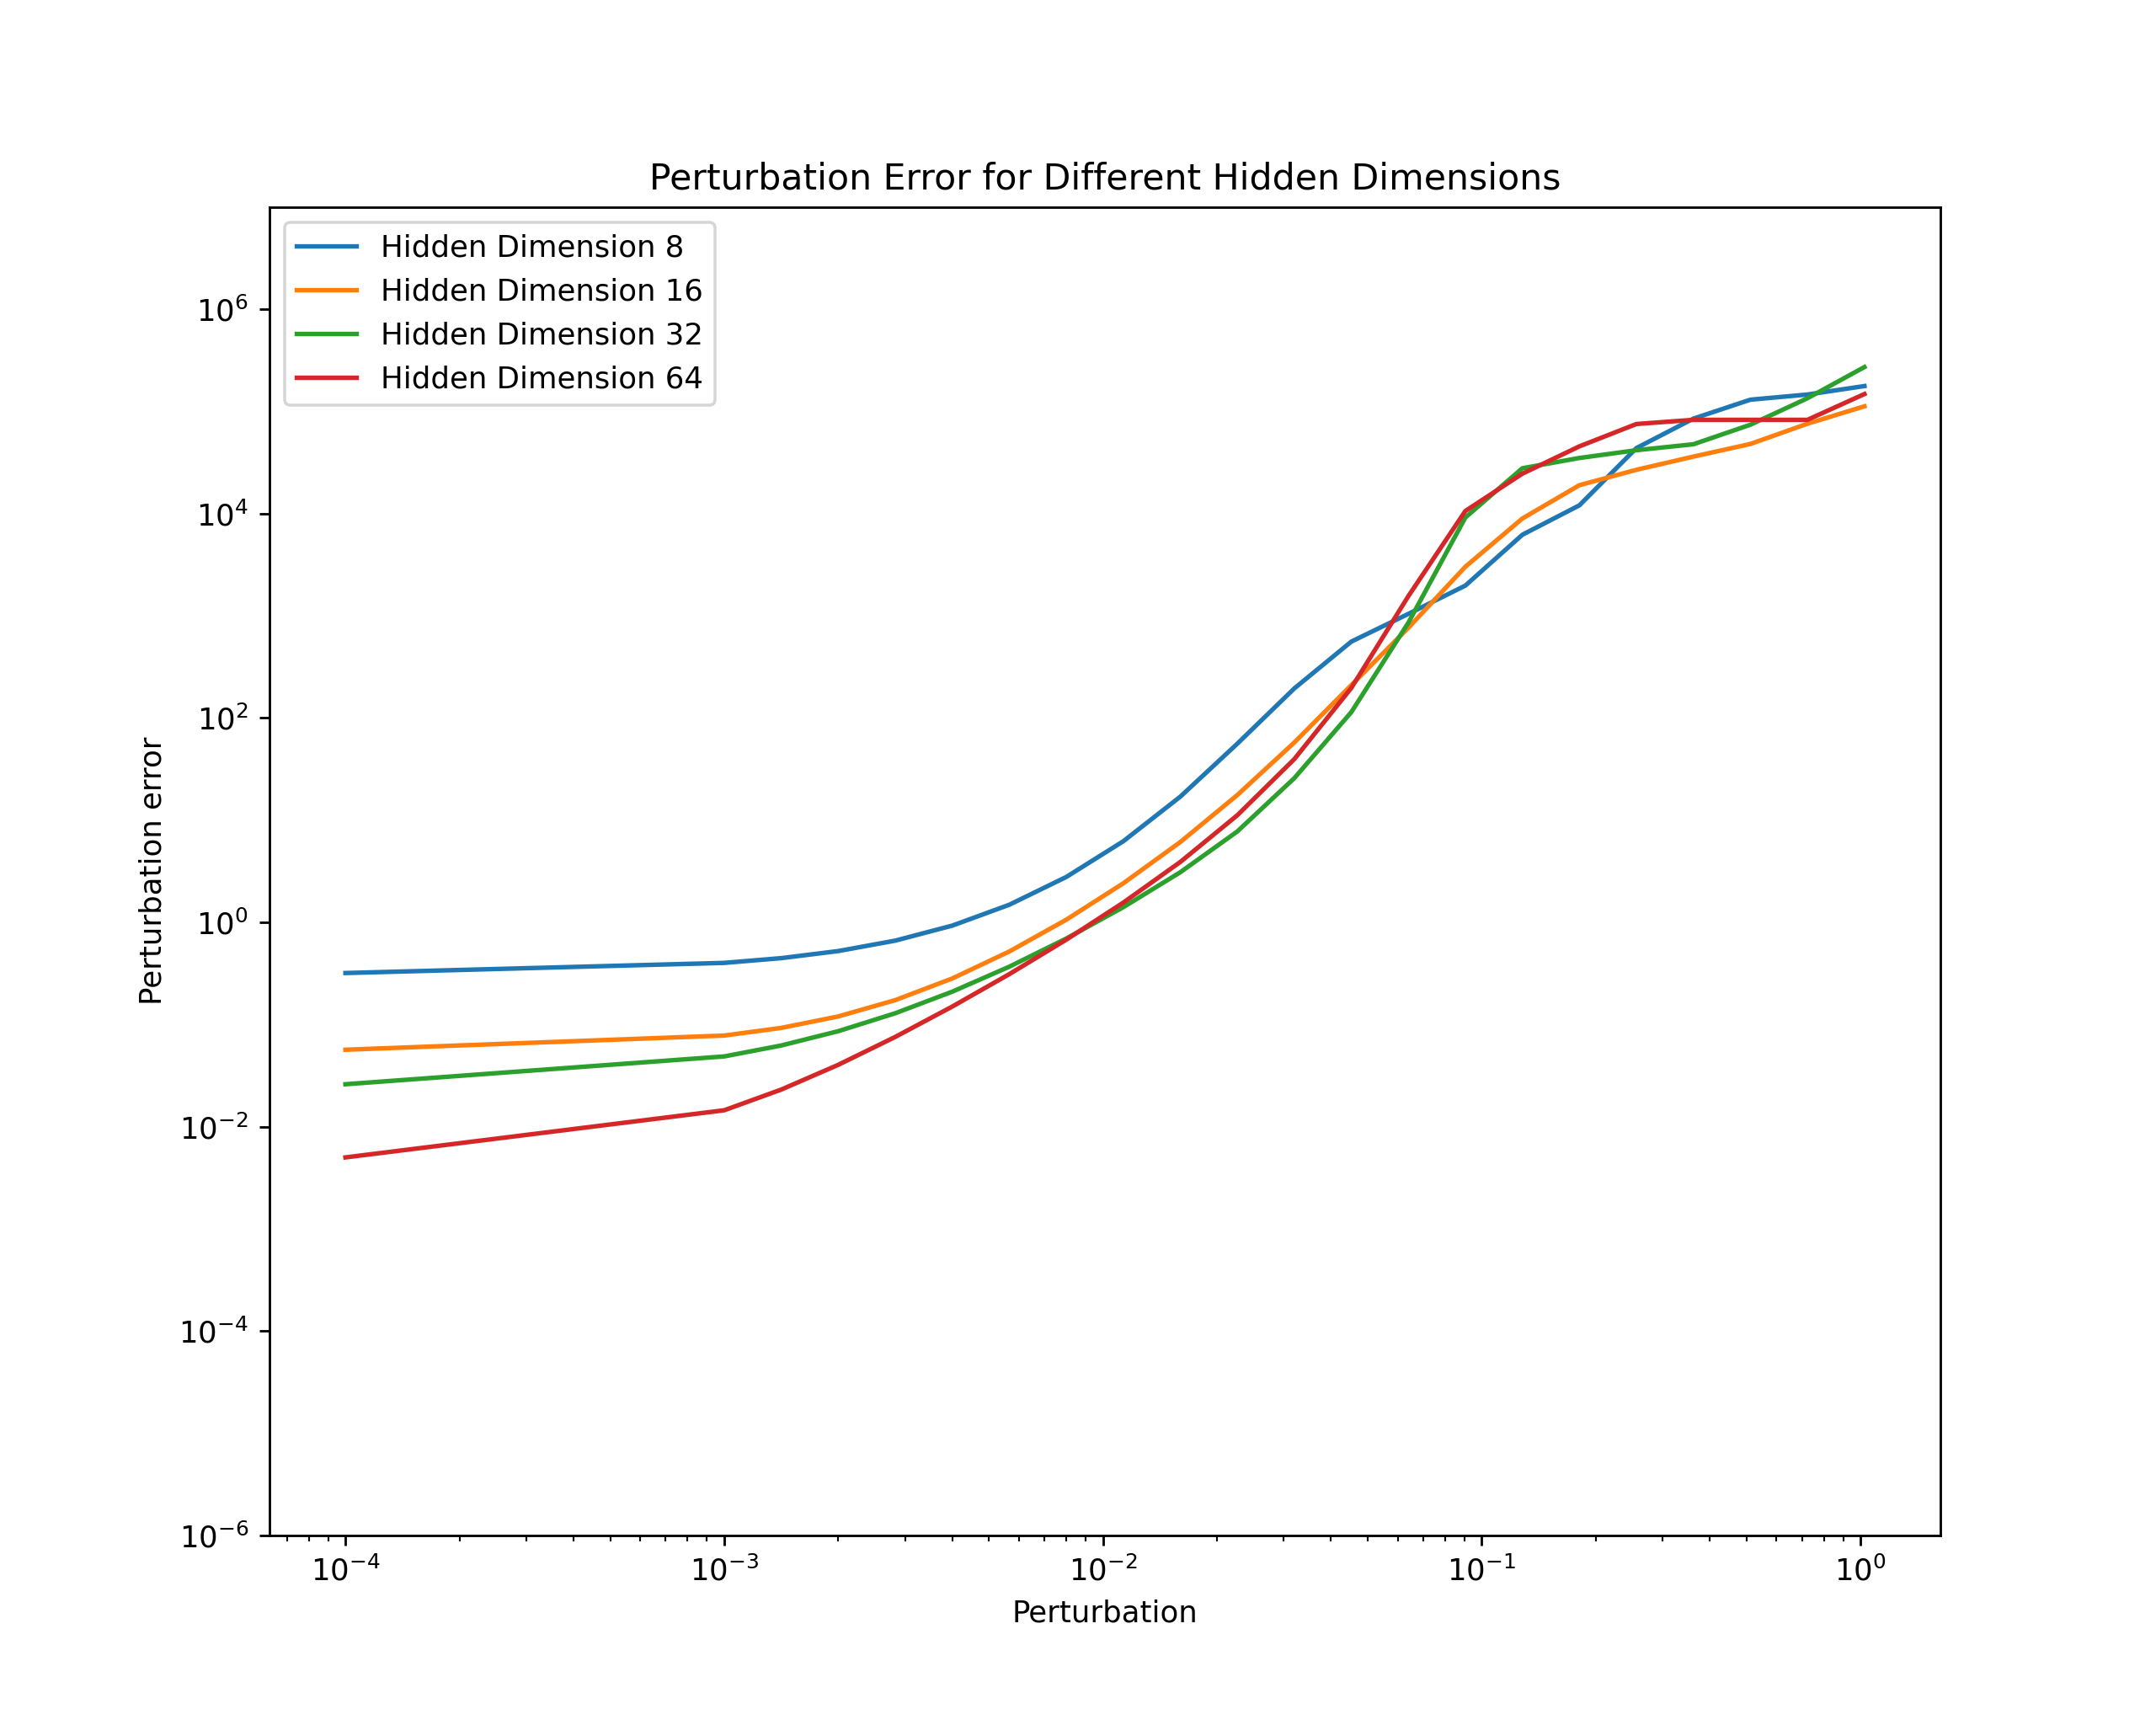 Perturbation Error for Different Hidden Dimensions
Hidden Dimension 8
Hidden Dimension 16
Hidden Dimension 32
Hidden Dimension 64
10⁶
10⁴
10²
10⁰
10⁻²
10⁻⁴
10⁻⁶
Perturbation error
10⁻⁴ 10⁻³ 10⁻² 10⁻¹ 10⁰
Perturbation